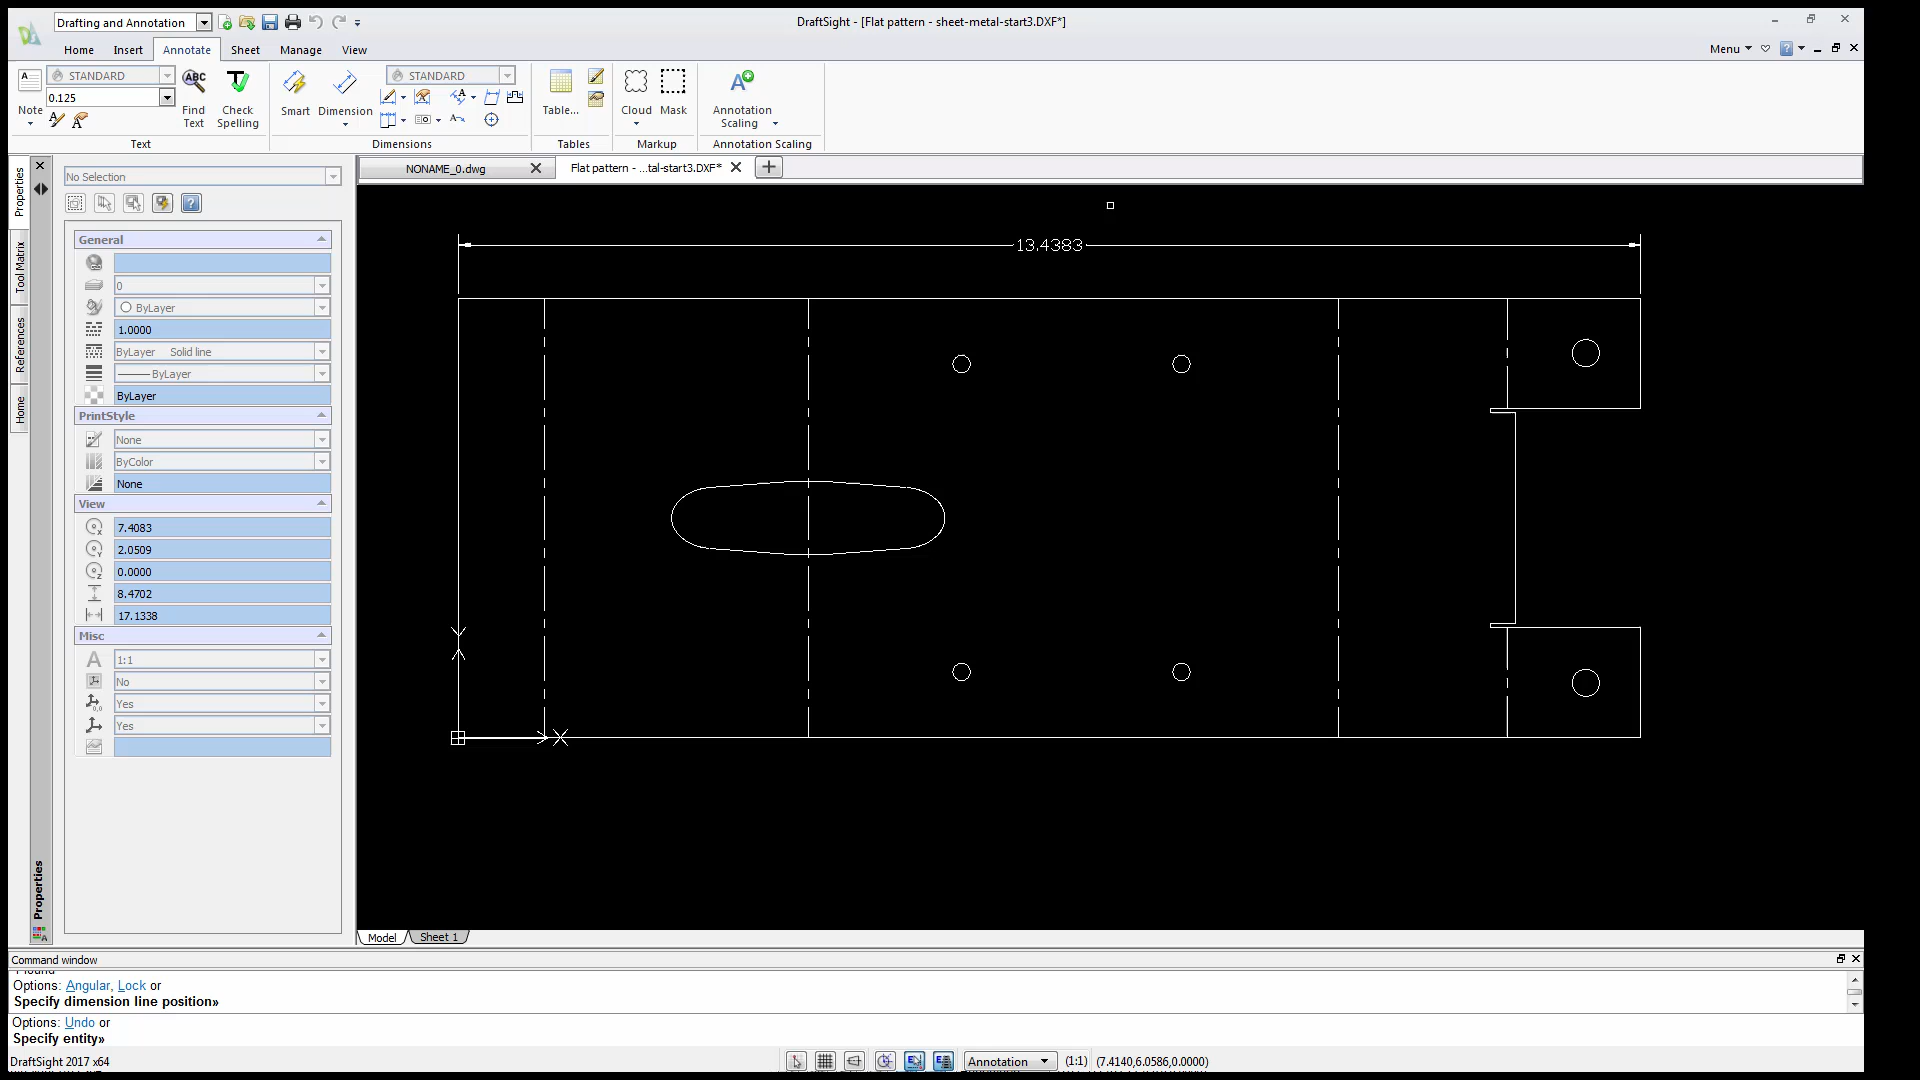 Drafting and Annotation
DraftSight - [Flat pattern - sheet-metal-start3.DXF*]
Home
Insert
Annotate
Sheet
Manage
View
Menu
Note
STANDARD
0.125
ABC
Find
Text
Check
Spelling
Smart
Dimension
STANDARD
Table...
Cloud
Mask
Annotation
Scaling
Text
Dimensions
Tables
Markup
Annotation Scaling
NONAME_0.dwg
Flat pattern - ...tal-start3.DXF*
Properties
Tool Matrix
References
Home
Properties
No Selection
General
0
ByLayer
1.0000
ByLayer Solid line
ByLayer
ByLayer
PrintStyle
None
ByColor
None
View
7.4083
2.0509
0.0000
8.4702
17.1338
Misc
1:1
No
Yes
Yes
13.4383
X
Model
Sheet 1
Command window
Options: Angular, Lock or
Specify dimension line position»
Options: Undo or
Specify entity»
DraftSight 2017 x64
Annotation
(1:1)
(7.4140,6.0586,0.0000)